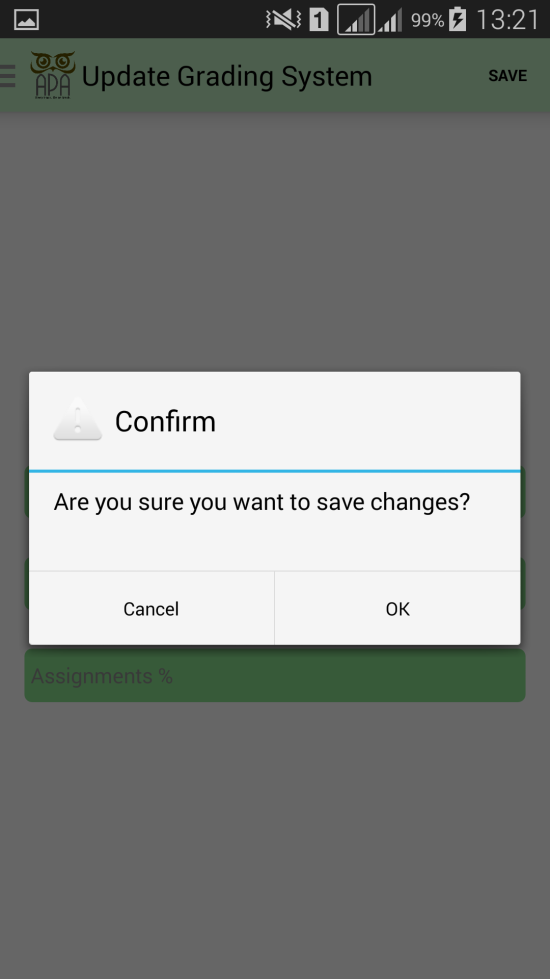 1 99% 13:21
APA Update Grading System SAVE
Confirm
Are you sure you want to save changes?
Cancel OK
Assignments %